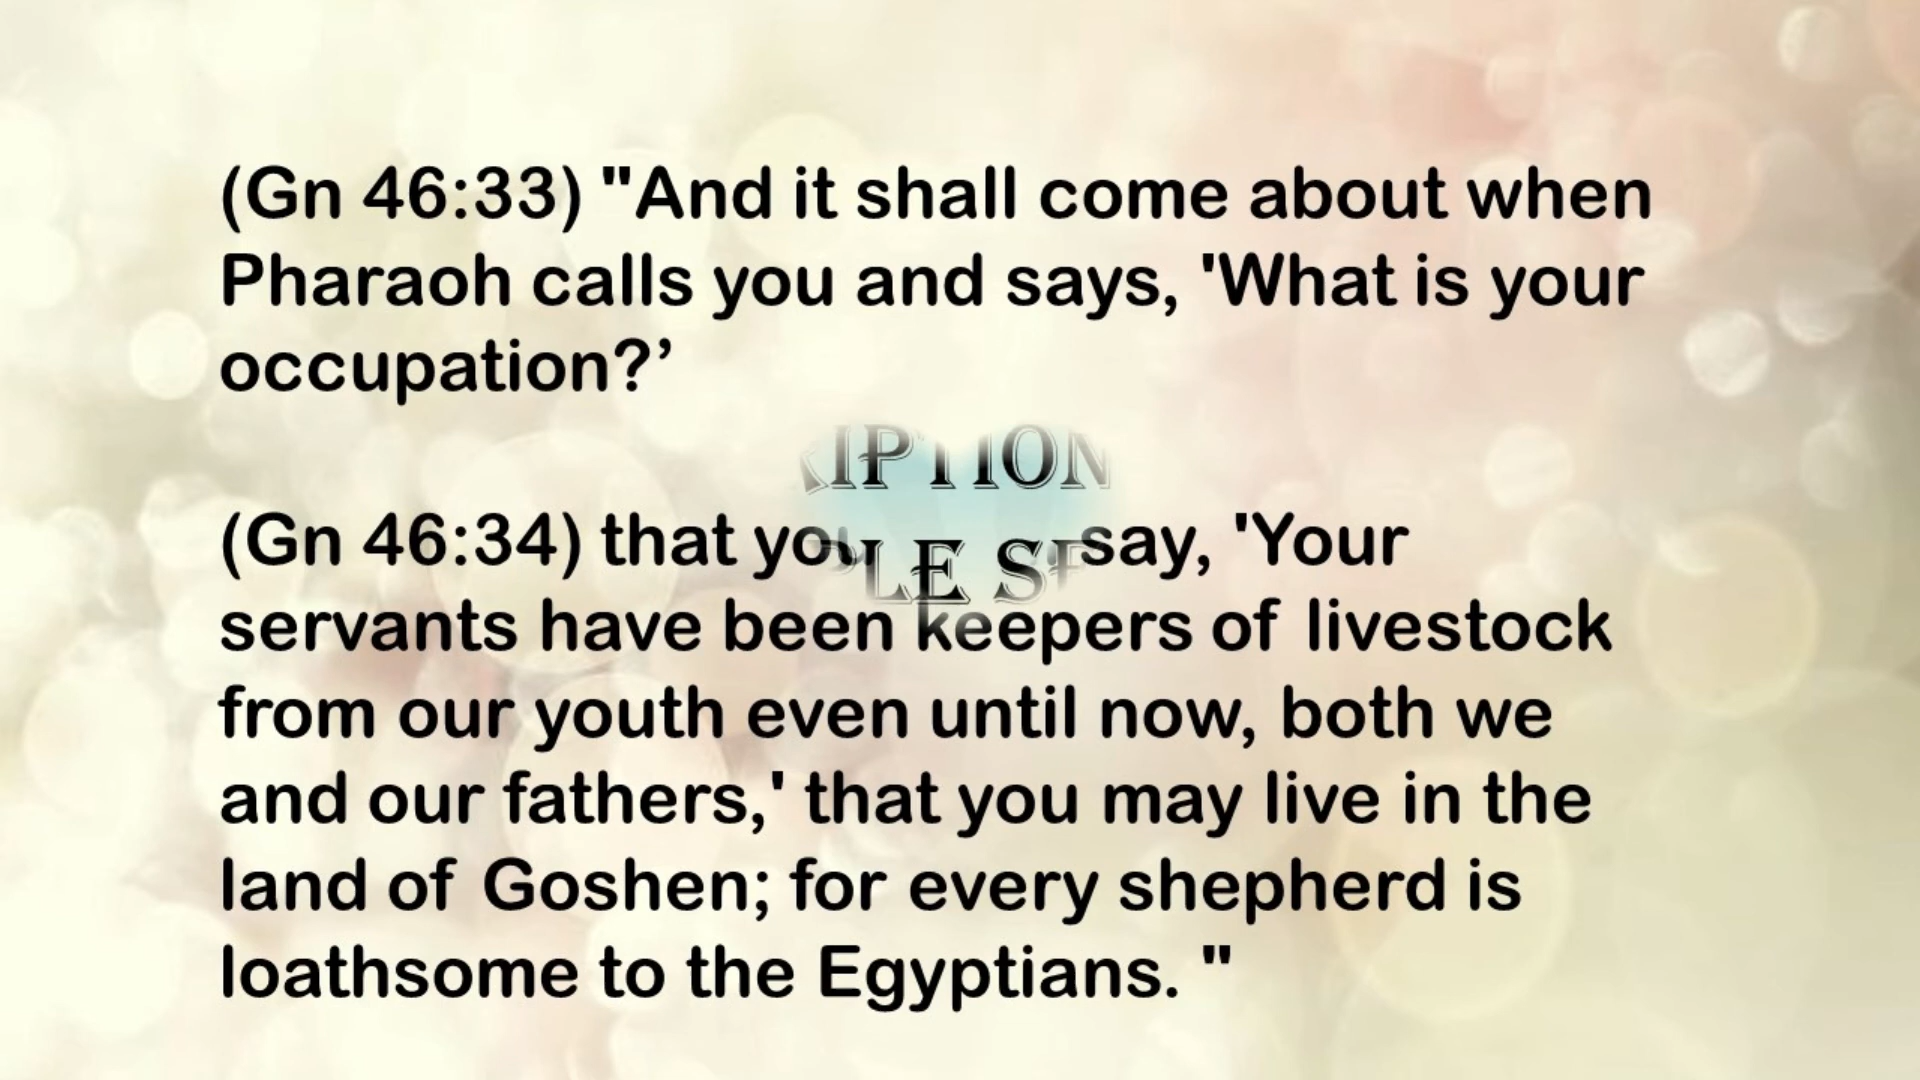 (Gn 46:33) "And it shall come about when
Pharaoh calls you and says, 'What is your
occupation?’
IPTION
(Gn 46:34) that you say, 'Your
LE S
servants have been keepers of livestock
from our youth even until now, both we
and our fathers,' that you may live in the
land of Goshen; for every shepherd is
loathsome to the Egyptians. "